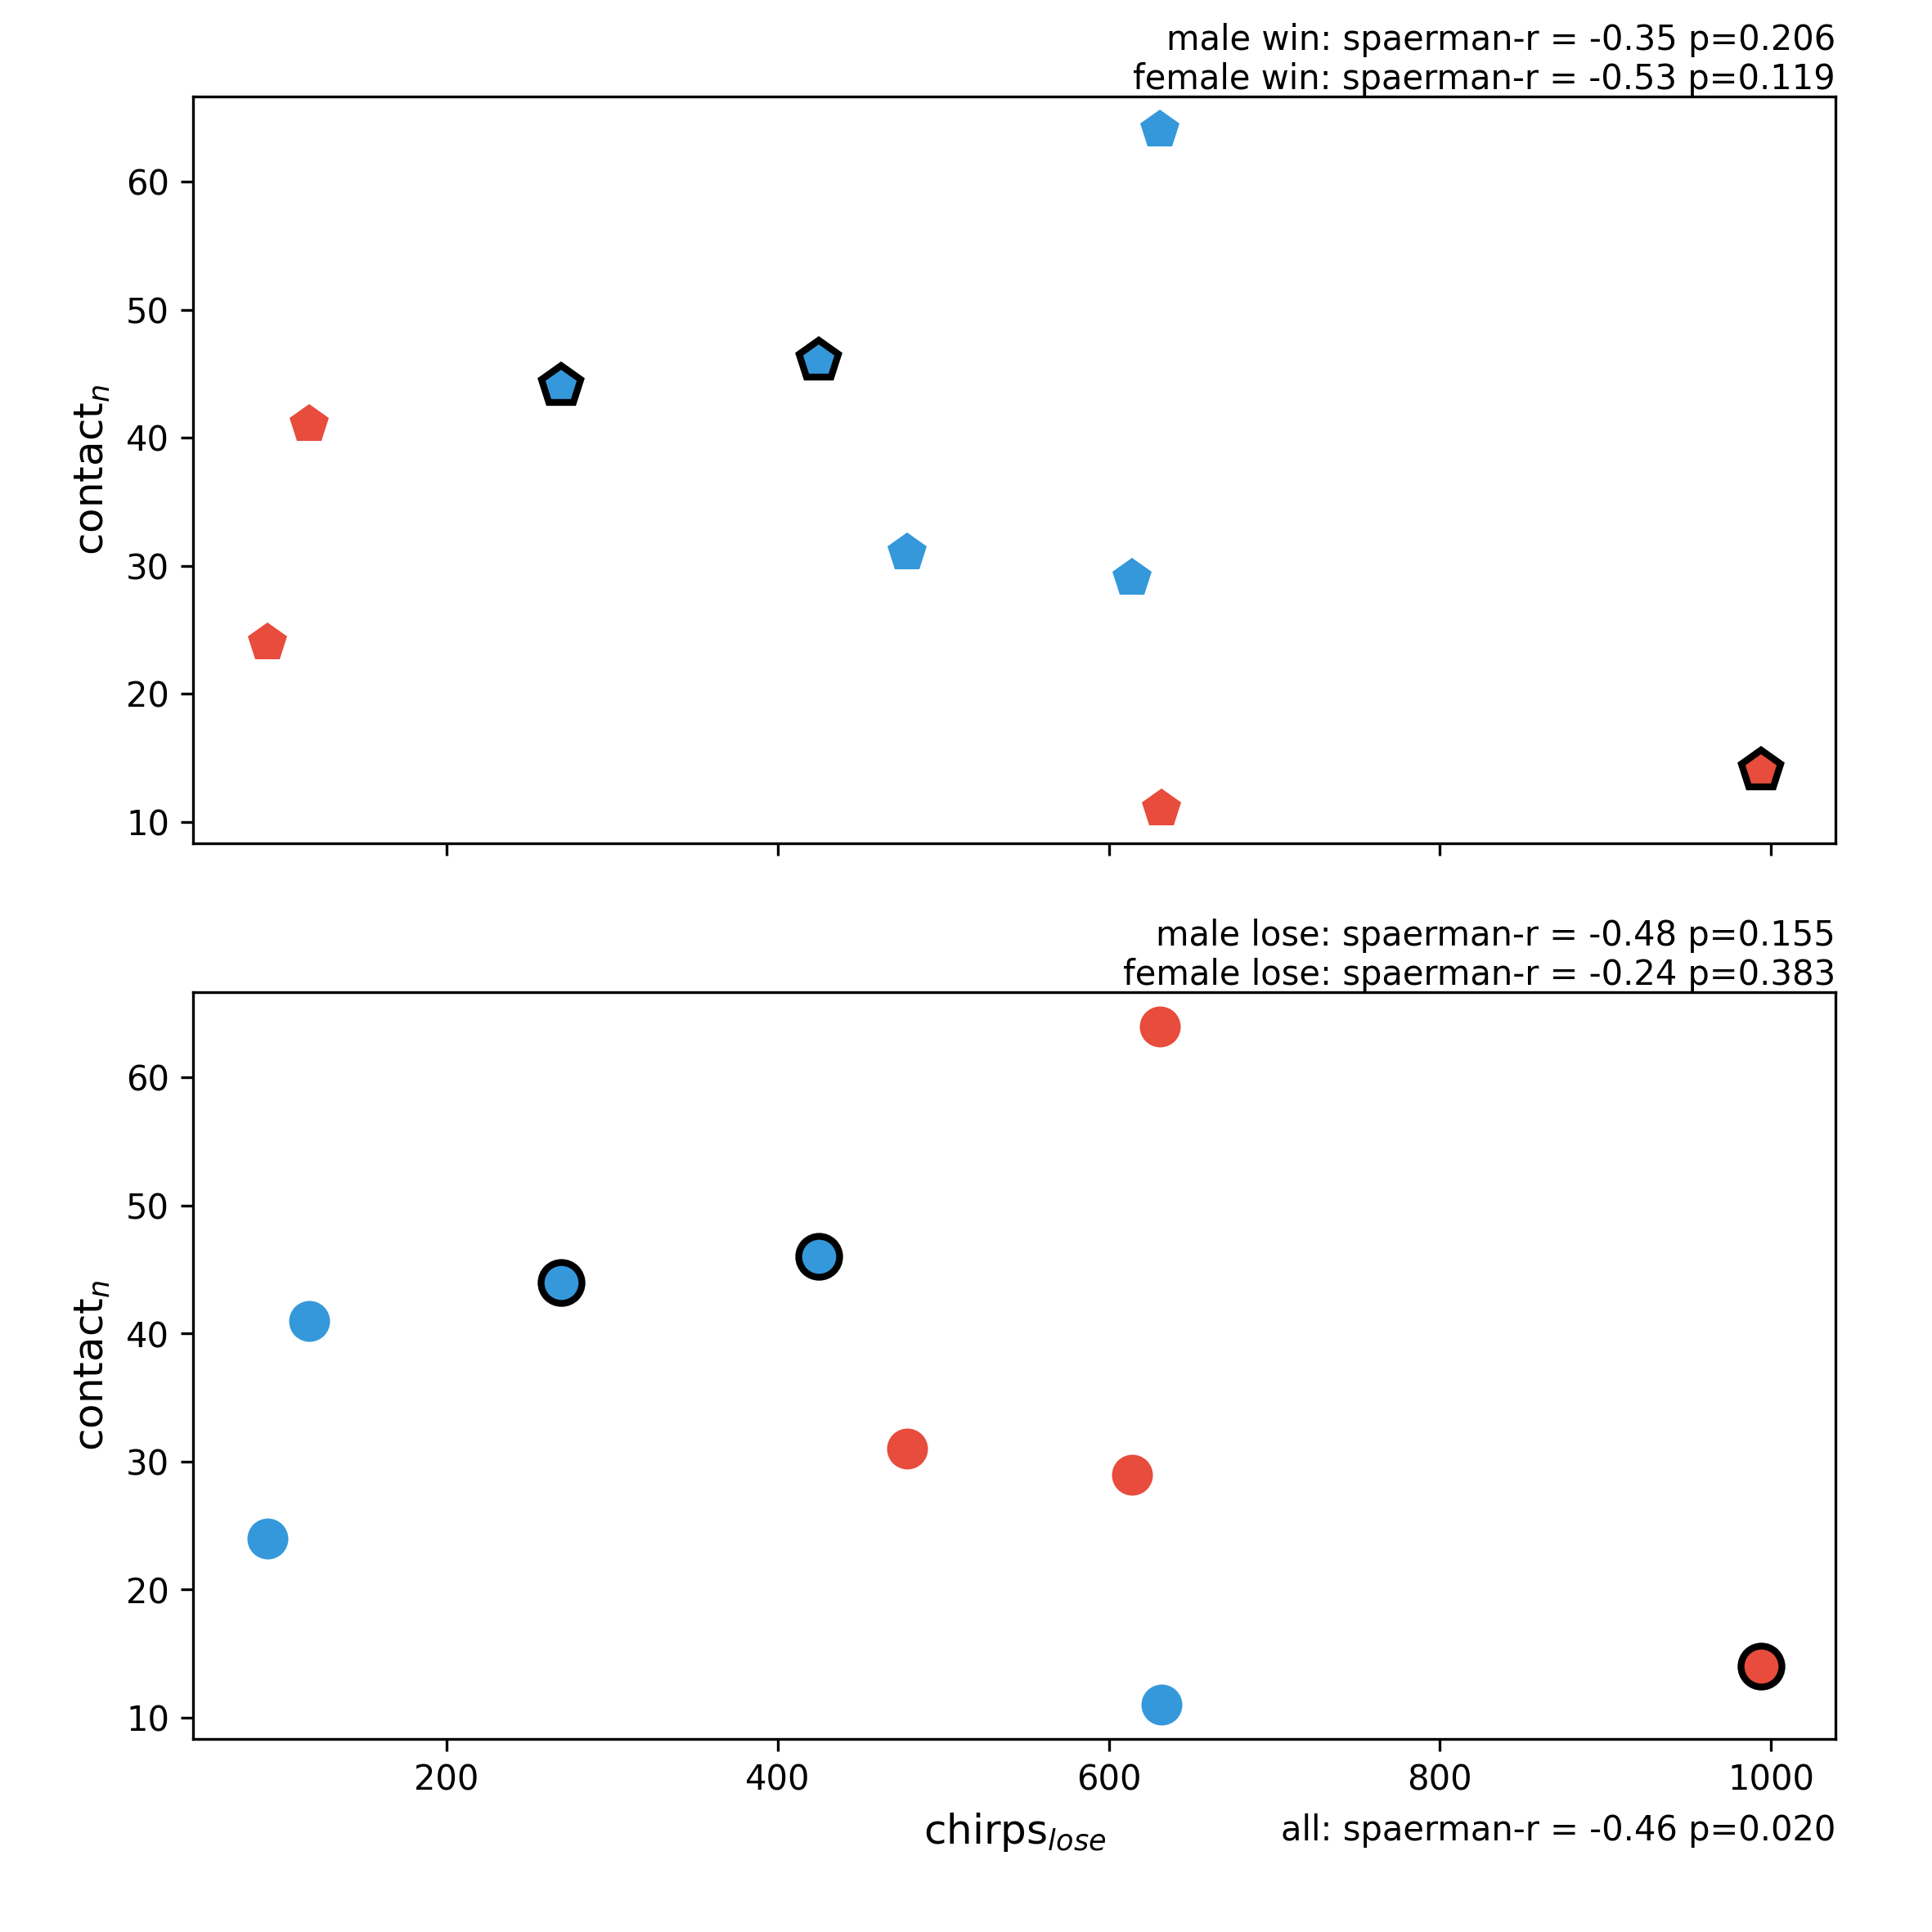 male win: spaerman-r = -0.35 p=0.206
female win: spaerman-r = -0.53 p=0.119
60
50
40
30
20
10
contactₙ
male lose: spaerman-r = -0.48 p=0.155
female lose: spaerman-r = -0.24 p=0.383
60
50
40
30
20
10
contactₙ
200 400 600 800 1000
chirps_lose
all: spaerman-r = -0.46 p=0.020